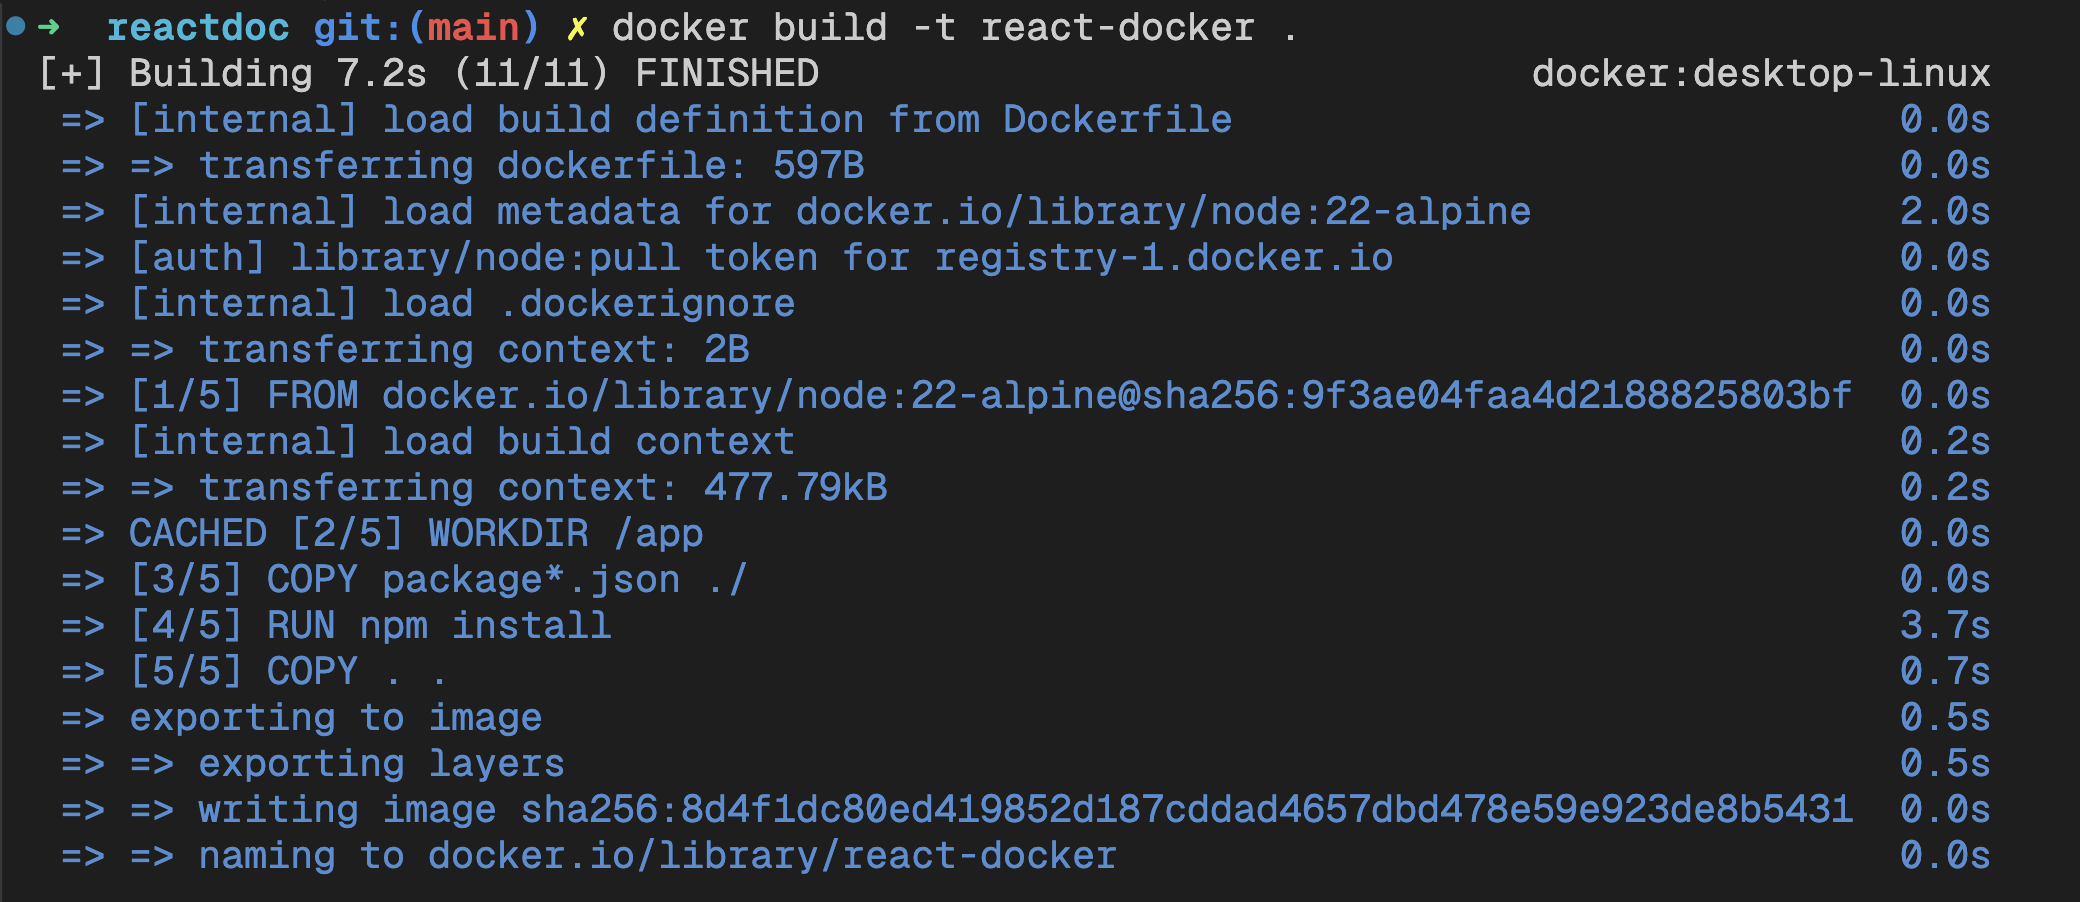 ➜ reactdoc git:(main) ✗ docker build -t react-docker .
[+] Building 7.2s (11/11) FINISHED docker:desktop-linux
=> [internal] load build definition from Dockerfile 0.0s
=> => transferring dockerfile: 597B 0.0s
=> [internal] load metadata for docker.io/library/node:22-alpine 2.0s
=> [auth] library/node:pull token for registry-1.docker.io 0.0s
=> [internal] load .dockerignore 0.0s
=> => transferring context: 2B 0.0s
=> [1/5] FROM docker.io/library/node:22-alpine@sha256:9f3ae04faa4d2188825803bf 0.0s
=> [internal] load build context 0.2s
=> => transferring context: 477.79kB 0.2s
=> CACHED [2/5] WORKDIR /app 0.0s
=> [3/5] COPY package*.json ./ 0.0s
=> [4/5] RUN npm install 3.7s
=> [5/5] COPY . . 0.7s
=> exporting to image 0.5s
=> => exporting layers 0.5s
=> => writing image sha256:8d4f1dc80ed419852d187cddad4657dbd478e59e923de8b5431 0.0s
=> => naming to docker.io/library/react-docker 0.0s